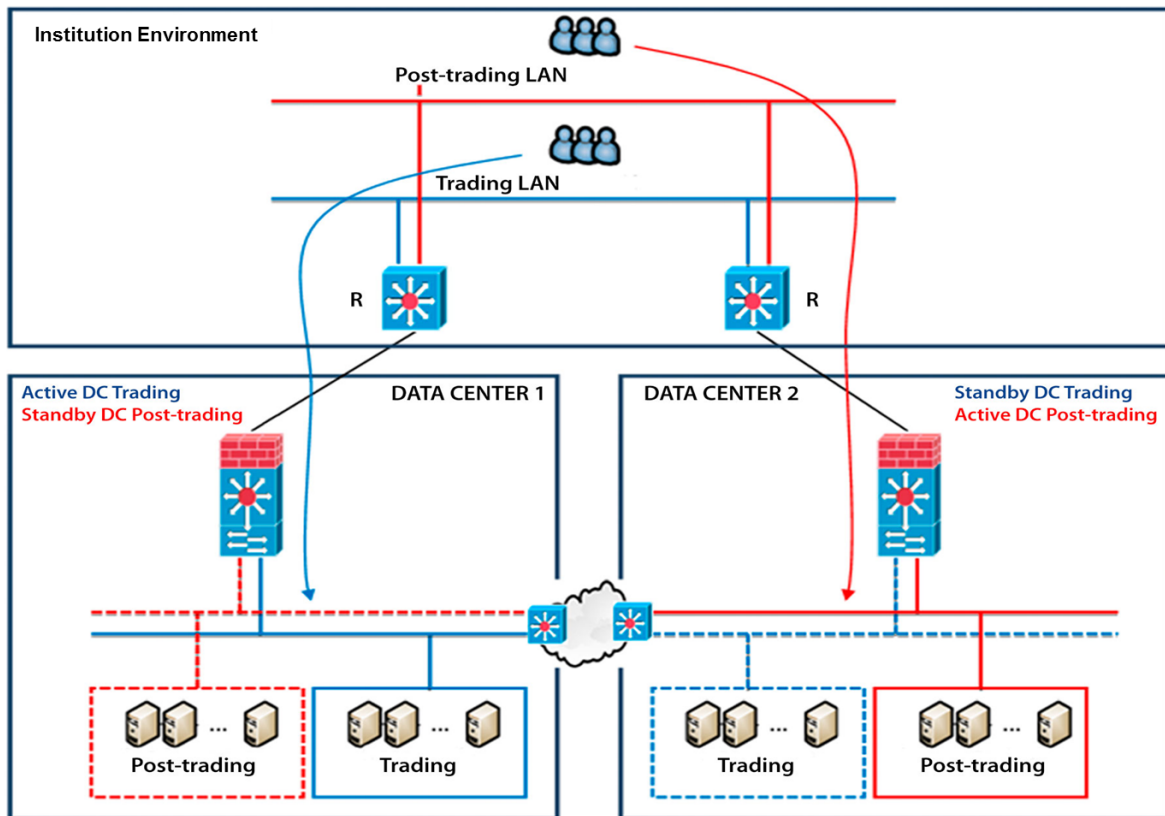 Institution Environment
Post-trading LAN
Trading LAN
R
R
Active DC Trading
Standby DC Post-trading
DATA CENTER 1
DATA CENTER 2
Standby DC Trading
Active DC Post-trading
...
...
...
...
Post-trading
Trading
Trading
Post-trading